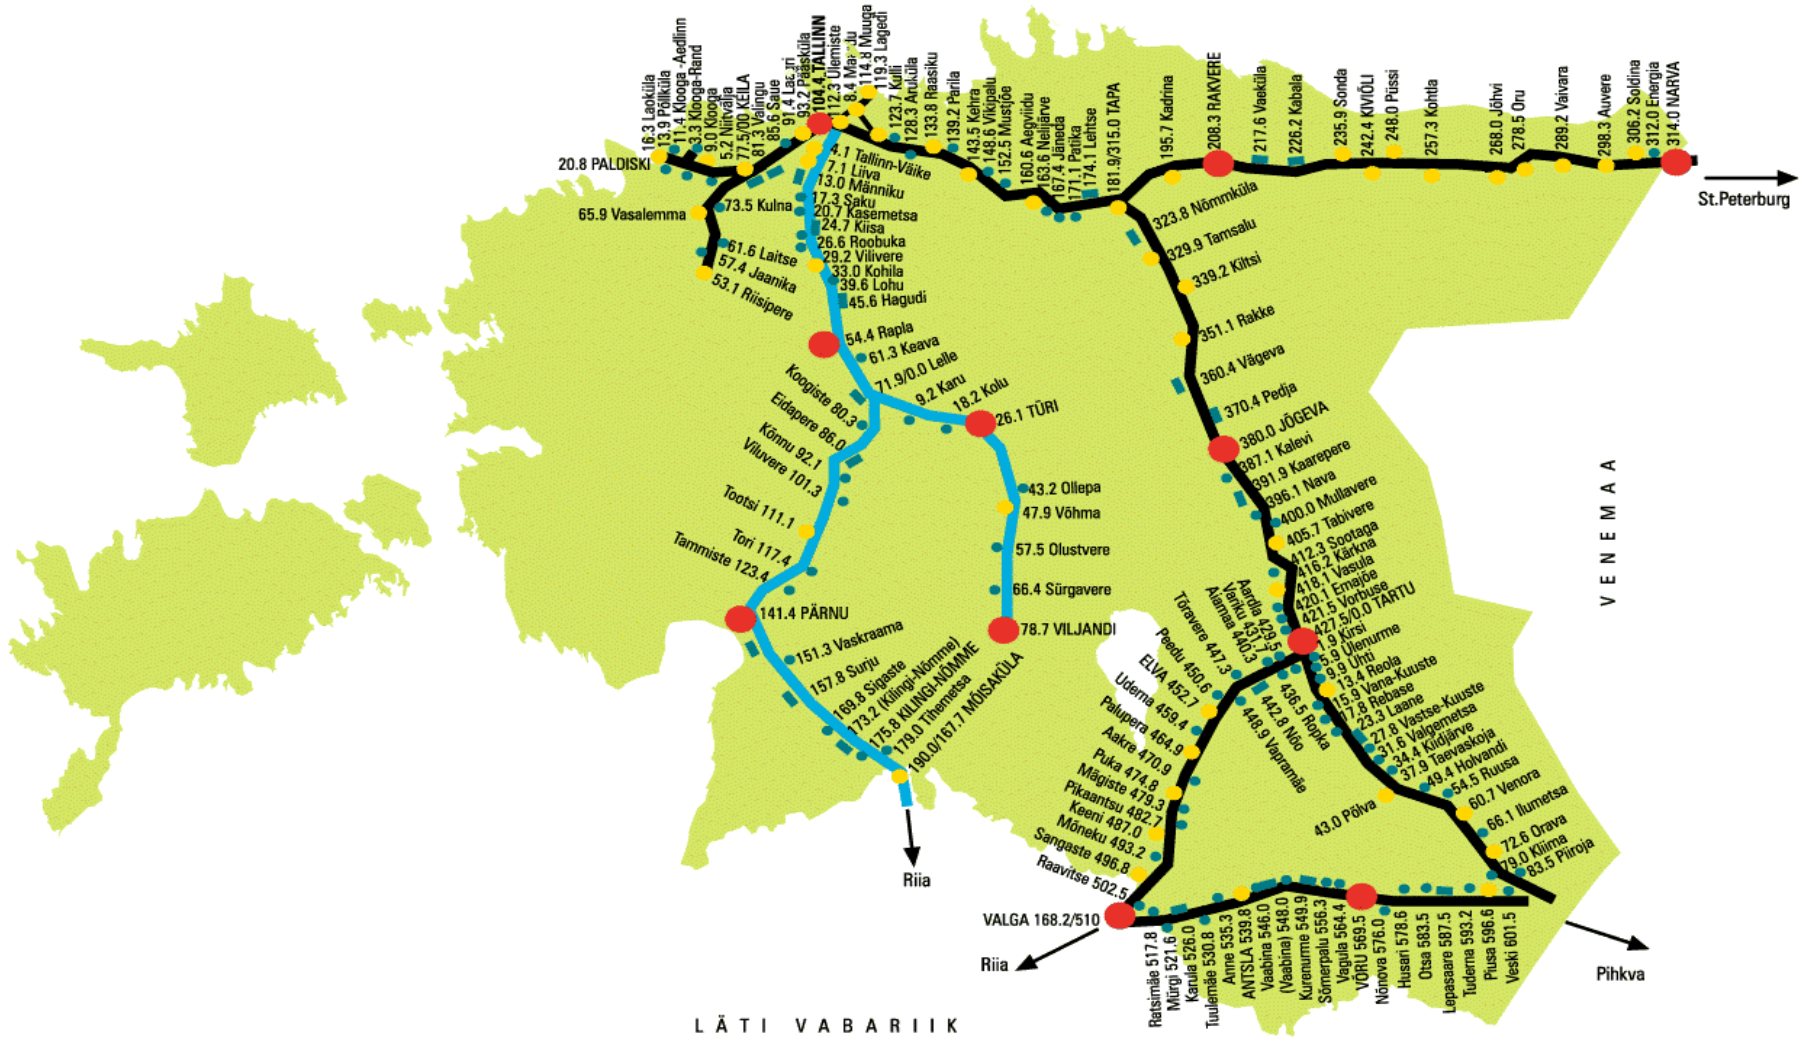 16.3 Laoküla
13.9 Põllküla
11.4 Klooga -Aedlinn
3.3 Klooga-Rand
9.0 Klooga
5.2 Niitvälja
77.5/00 KEILA
81.3 Valingu
85.6 Saue
93.2 Pääsküla
104.4 TALLINN
112.3 Ülemiste
114.8 Muuga
119.3 Lagedi
123.7 Kulli
128.3 Aruküla
133.8 Raasiku
139.2 Parila
143.5 Kehra
148.6 Vikipalu
152.5 Mustjõe
160.6 Aegviidu
163.6 Nelijärve
167.4 Jäneda
171.1 Patika
174.1 Lehtse
181.9/315.0 TAPA
195.7 Kadrina
208.3 RAKVERE
217.6 Vaeküla
226.2 Kabala
235.9 Sonda
242.4 KIVIÕLI
248.0 Püssi
257.3 Kohtla
268.0 Jõhvi
278.5 Oru
289.2 Vaivara
298.3 Auvere
306.2 Soldina
312.0 Energia
314.0 NARVA
St.Peterburg
20.8 PALDISKI
65.9 Vasalemma
73.5 Kulna
61.6 Laitse
57.4 Jaanika
53.1 Riisipere
4.1 Tallinn-Väike
7.1 Liiva
13.0 Männiku
17.3 Saku
20.7 Kasemetsa
24.7 Kiisa
26.6 Roobuka
29.2 Vilivere
33.0 Kohila
39.6 Lohu
45.6 Hagudi
54.4 Rapla
61.3 Keava
71.9/0.0 Lelle
9.2 Karu
18.2 Kolu
26.1 TÜRI
43.2 Ollepa
47.9 Võhma
57.5 Olustvere
66.4 Sürgavere
78.7 VILJANDI
Koogiste 80.3
Eidapere 86.0
Kõnnu 92.1
Viluvere 101.3
Tootsi 111.1
Tori 117.4
Tammiste 123.4
141.4 PÄRNU
151.3 Vaskraama
157.8 Surju
169.8 Sigaste
173.2 (Kilingi-Nõmme)
175.8 KILINGI-NÕMME
179.0 Tihemetsa
190.0/167.7 MÕISAKÜLA
Riia
323.8 Nõmmküla
329.9 Tamsalu
339.2 Kiltsi
351.1 Rakke
360.4 Vägeva
370.4 Pedja
380.0 JÕGEVA
387.1 Kalevi
391.9 Kaarepere
396.1 Nava
400.0 Mullavere
405.7 Tabivere
412.3 Sootaga
416.2 Kärkna
418.1 Vasula
420.1 Emajõe
421.5 Vorbuse
427.5/0.0 TARTU
1.9 Kirsi
5.9 Ülenurme
9.9 Uhti
13.4 Reola
15.9 Vana-Kuuste
17.8 Rebase
23.3 Laane
27.8 Vastse-Kuuste
31.6 Valgemetsa
34.4 Kiidjärve
37.9 Taevaskoja
43.0 Põlva
49.4 Holvandi
54.5 Ruusa
60.7 Venora
66.1 Ilumetsa
72.6 Orava
79.0 Kliima
83.5 Piiroja
Pihkva
Aardla 429.5
Variku 431.7
436.5 Ropka
Alamaa 440.3
442.8 Nõo
Tõravere 447.3
448.9 Vapramäe
Peedu 450.6
ELVA 452.7
Uderna 459.4
Palupera 464.9
Aakre 470.9
Puka 474.8
Mägiste 479.3
Pikaantsu 482.7
Keeni 487.0
Mõneku 493.2
Sangaste 496.8
Raavitse 502.5
VALGA 168.2/510
Riia
Ratsimäe 517.8
Mürgi 521.6
Karula 526.0
Tuulemäe 530.8
Anne 535.3
ANTSLA 539.8
Vaabina 546.0
(Vaabina) 548.0
Kurenurme 549.9
Sõmerpalu 556.3
Vagula 564.4
VÕRU 569.5
Nõnova 576.0
Husari 578.6
Otsa 583.5
Lepasaare 587.5
Tuderna 593.2
Piusa 596.6
Veski 601.5
VENEMAA
LÄTI VABARIIK